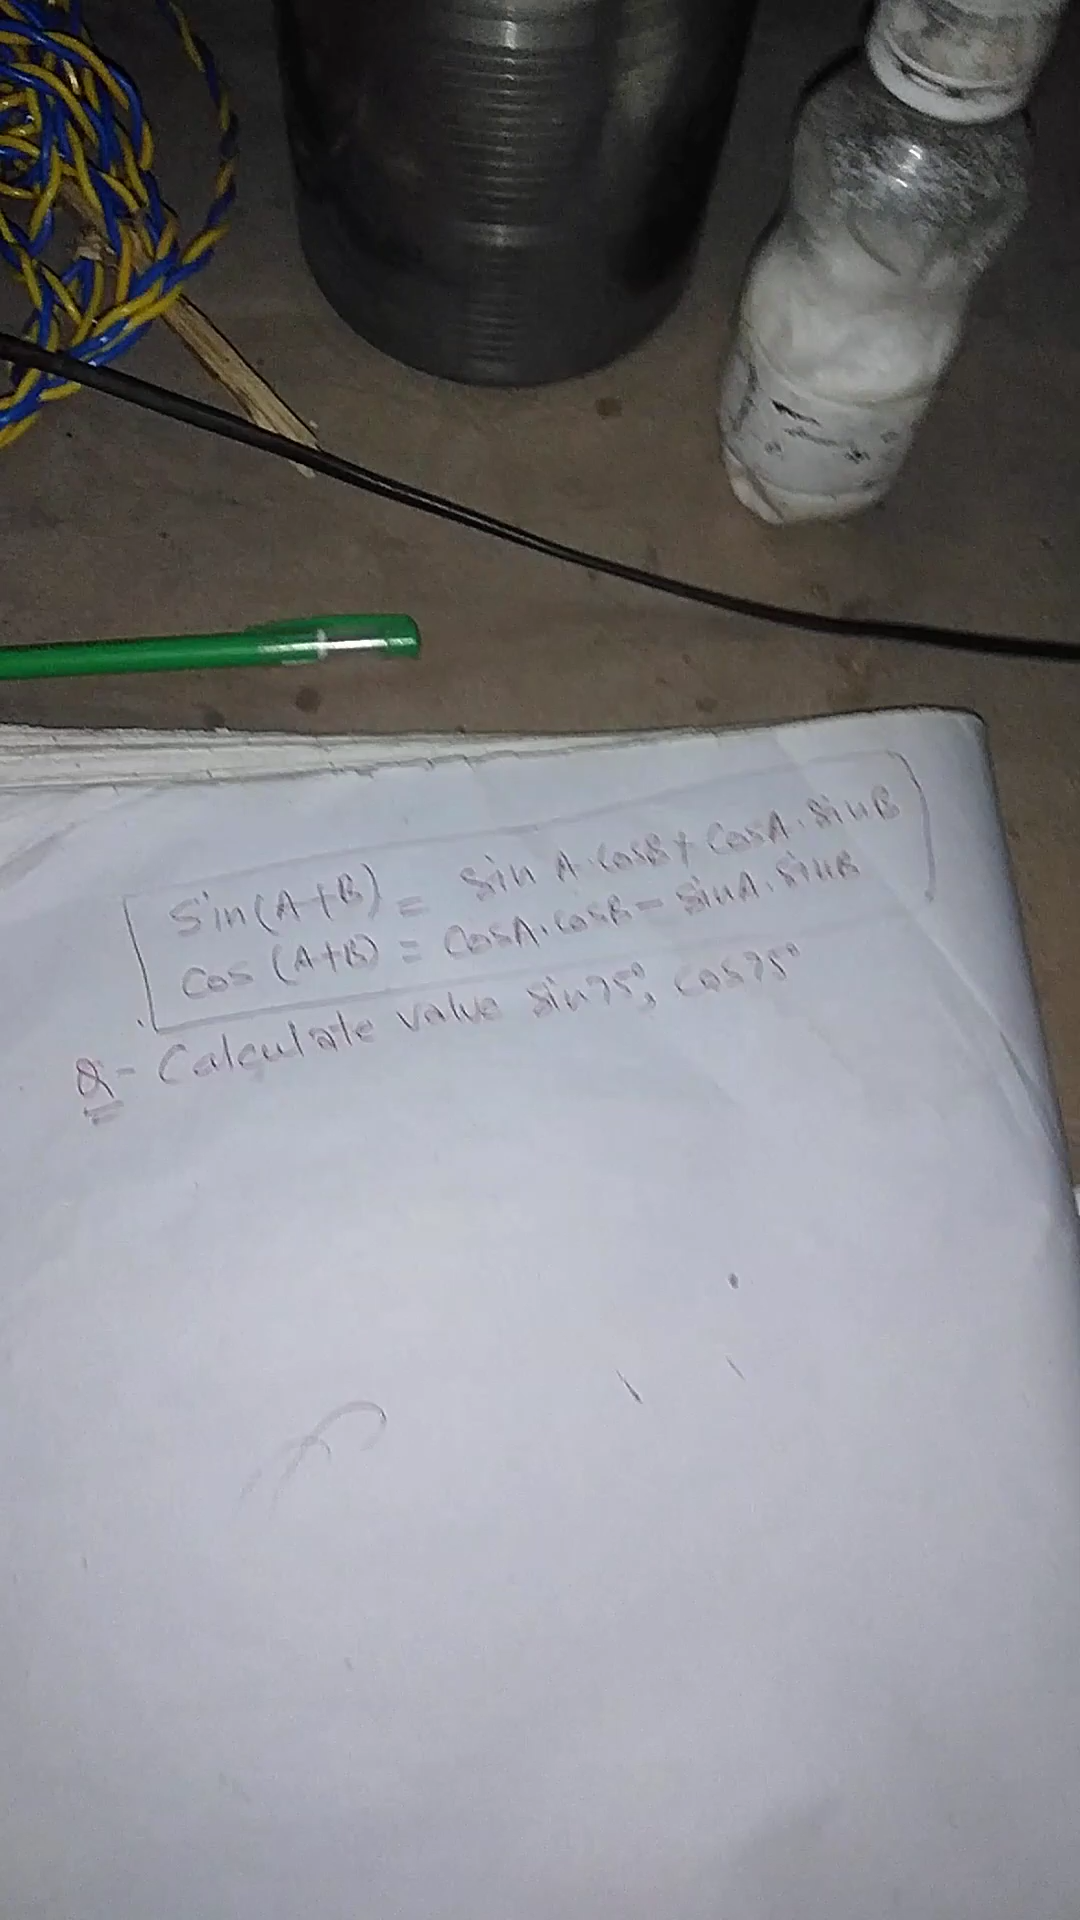 Sin(A+B) = Sin A.CosB + CosA.SinB
Cos (A+B) = CosA.CosB - SinA.SinB
Q- Calculate value Sin75°, Cos75°